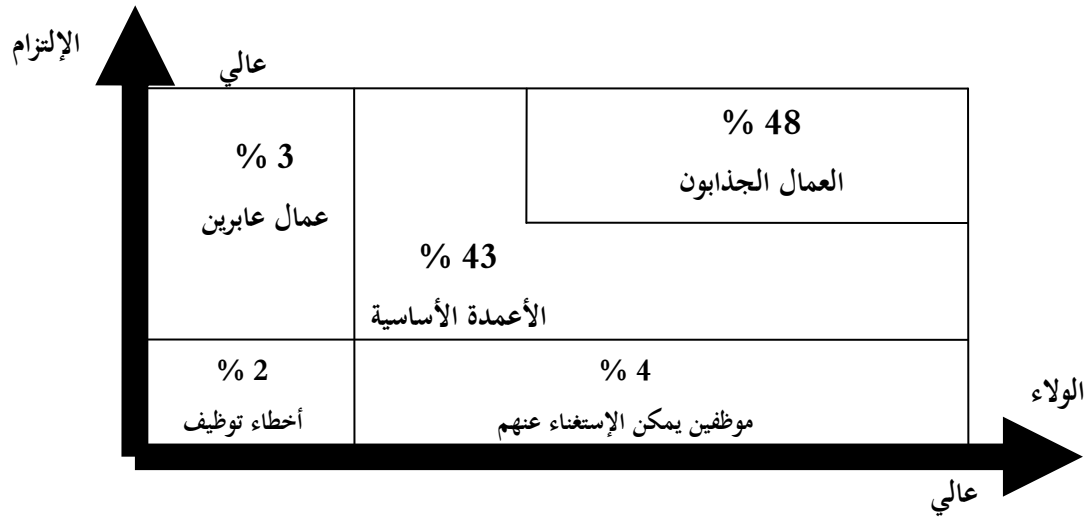 الإلتزام
عالي
48 %
العمال الجذابون
3 %
عمال عابرين
43 %
الأعمدة الأساسية
4 %
موظفين يمكن الإستغناء عنهم
2 %
أخطاء توظيف
الولاء
عالي